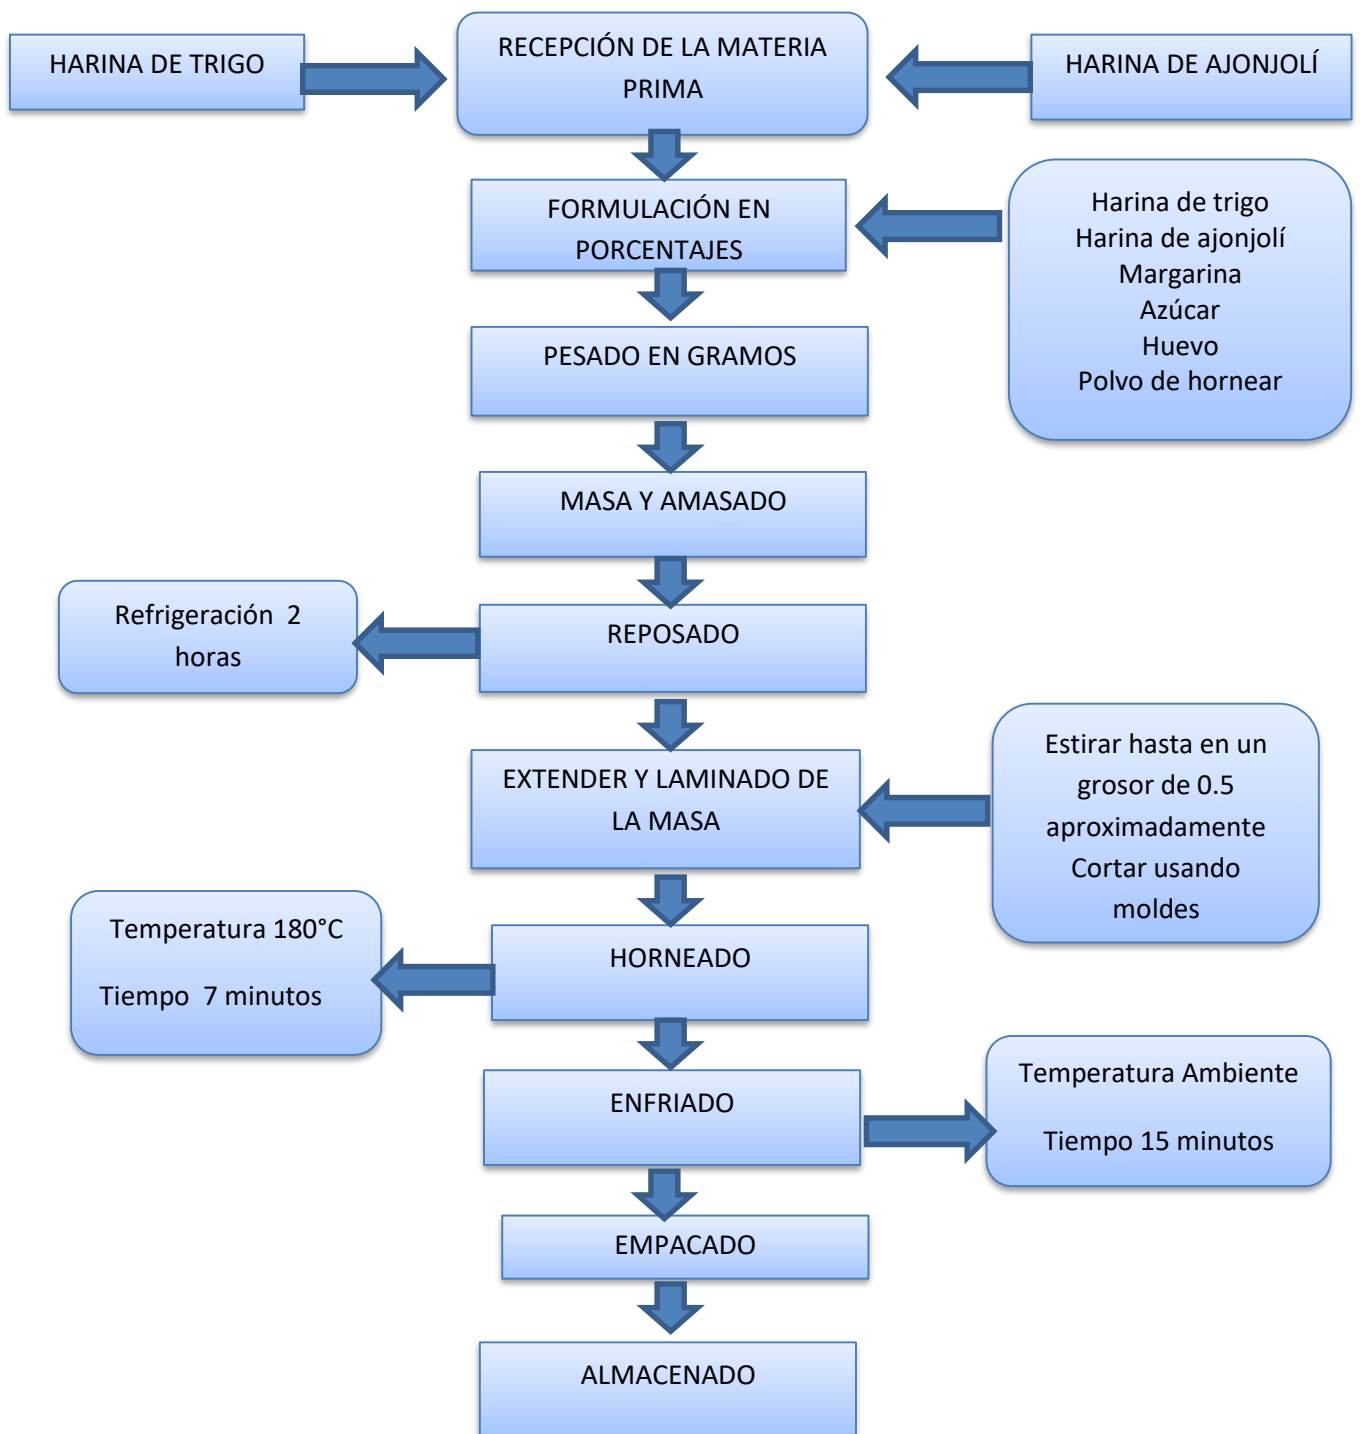 HARINA DE TRIGO
RECEPCIÓN DE LA MATERIA
PRIMA
HARINA DE AJONJOLÍ
FORMULACIÓN EN
PORCENTAJES
Harina de trigo
Harina de ajonjolí
Margarina
Azúcar
Huevo
Polvo de hornear
PESADO EN GRAMOS
MASA Y AMASADO
Refrigeración  2
horas
REPOSADO
EXTENDER Y LAMINADO DE
LA MASA
Estirar hasta en un
grosor de 0.5
aproximadamente
Cortar usando
moldes
Temperatura 180°C
Tiempo  7 minutos
HORNEADO
ENFRIADO
Temperatura Ambiente
Tiempo 15 minutos
EMPACADO
ALMACENADO